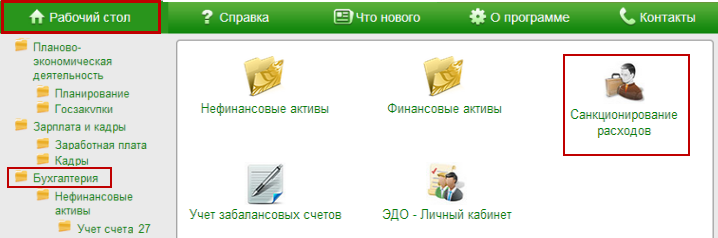 Рабочий стол
Справка
Что нового
О программе
Контакты
Планово-
экономическая
деятельность
Планирование
Госзакупки
Зарплата и кадры
Заработная плата
Кадры
Бухгалтерия
Нефинансовые
активы
Учет счета 27
Нефинансовые активы
Финансовые активы
Санкционирование
расходов
Учет забалансовых счетов
ЭДО - Личный кабинет